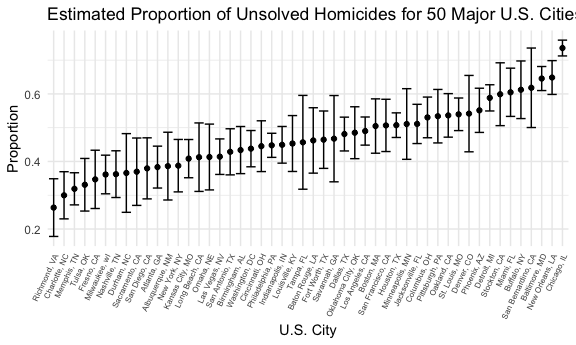 Estimated Proportion of Unsolved Homicides for 50 Major U.S. Cities
Proportion
0.6
0.4
0.2
Richmond, VA
Charlotte, NC
Memphis, TN
Tulsa, OK
Fresno, CA
Milwaukee, wI
Nashville, TN
Durham, NC
Sacramento, CA
San Diego, CA
Atlanta, GA
Albuquerque, NM
New York, NY
Kansas City, MO
Long Beach, CA
Omaha, NE
Las Vegas, NV
San Antonio, TX
Birmingham, AL
Washington, DC
Cincinnati, OH
Philadelphia, PA
Indianapolis, IN
Louisville, KY
Tampa, FL
Baton Rouge, LA
Fort Worth, TX
Savannah, GA
Dallas, TX
Oklahoma City, OK
Los Angeles, CA
Boston, MA
San Francisco, CA
Houston, TX
Minneapolis, MN
Jacksonville, FL
Columbus, OH
Pittsburgh, PA
Oakland, CA
St. Louis, MO
Denver, CO
Phoenix, AZ
Detroit, MI
Stockton, CA
Miami, FL
Buffalo, NY
San Bernardino, CA
Baltimore, MD
New Orleans, LA
Chicago, IL
U.S. City